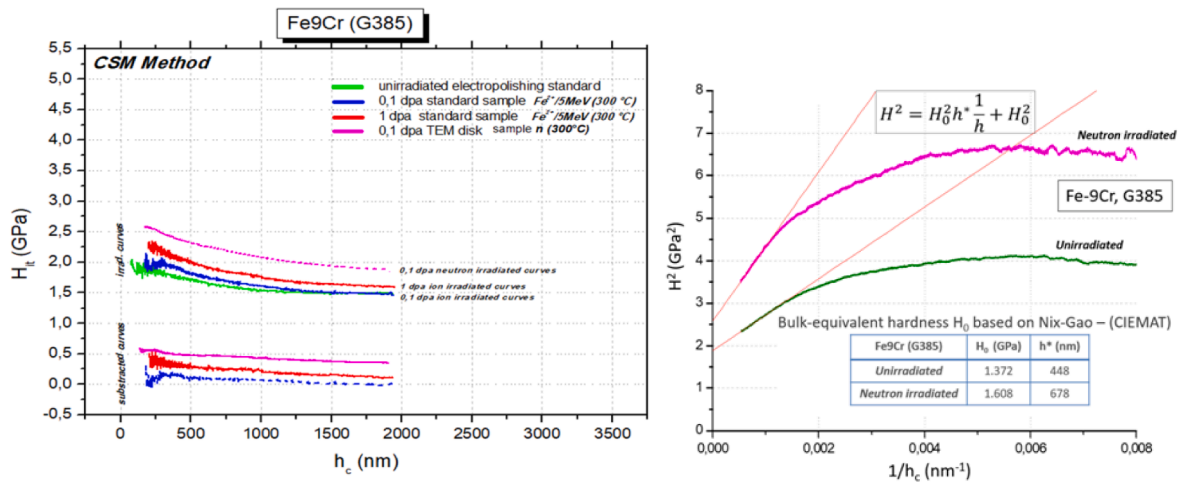 Fe9Cr (G385)
CSM Method
unirradiated electropolishing standard
0,1 dpa standard sample Fe²⁺/5MeV (300 °C)
1 dpa standard sample Fe²⁺/5MeV (300 °C)
0,1 dpa TEM disk sample n (300°C)
5,5
5,0
4,5
4,0
3,5
3,0
2,5
2,0
1,5
1,0
0,5
0,0
-0,5
H_It (GPa)
irrad. curves
substracted curves
0,1 dpa neutron irradiated curves
1 dpa ion irradiated curves
0,1 dpa ion irradiated curves
0 500 1000 1500 2000 2500 3000 3500
h_c (nm)
H² = H₀²h* 1/h + H₀²
Neutron irradiated
Fe-9Cr, G385
Unirradiated
8
7
6
5
4
3
2
1
0
H² (GPa²)
Bulk-equivalent hardness H₀ based on Nix-Gao – (CIEMAT)
Fe9Cr (G385) H₀ (GPa) h* (nm)
Unirradiated 1.372 448
Neutron irradiated 1.608 678
0,000 0,002 0,004 0,006 0,008
1/h_c (nm⁻¹)